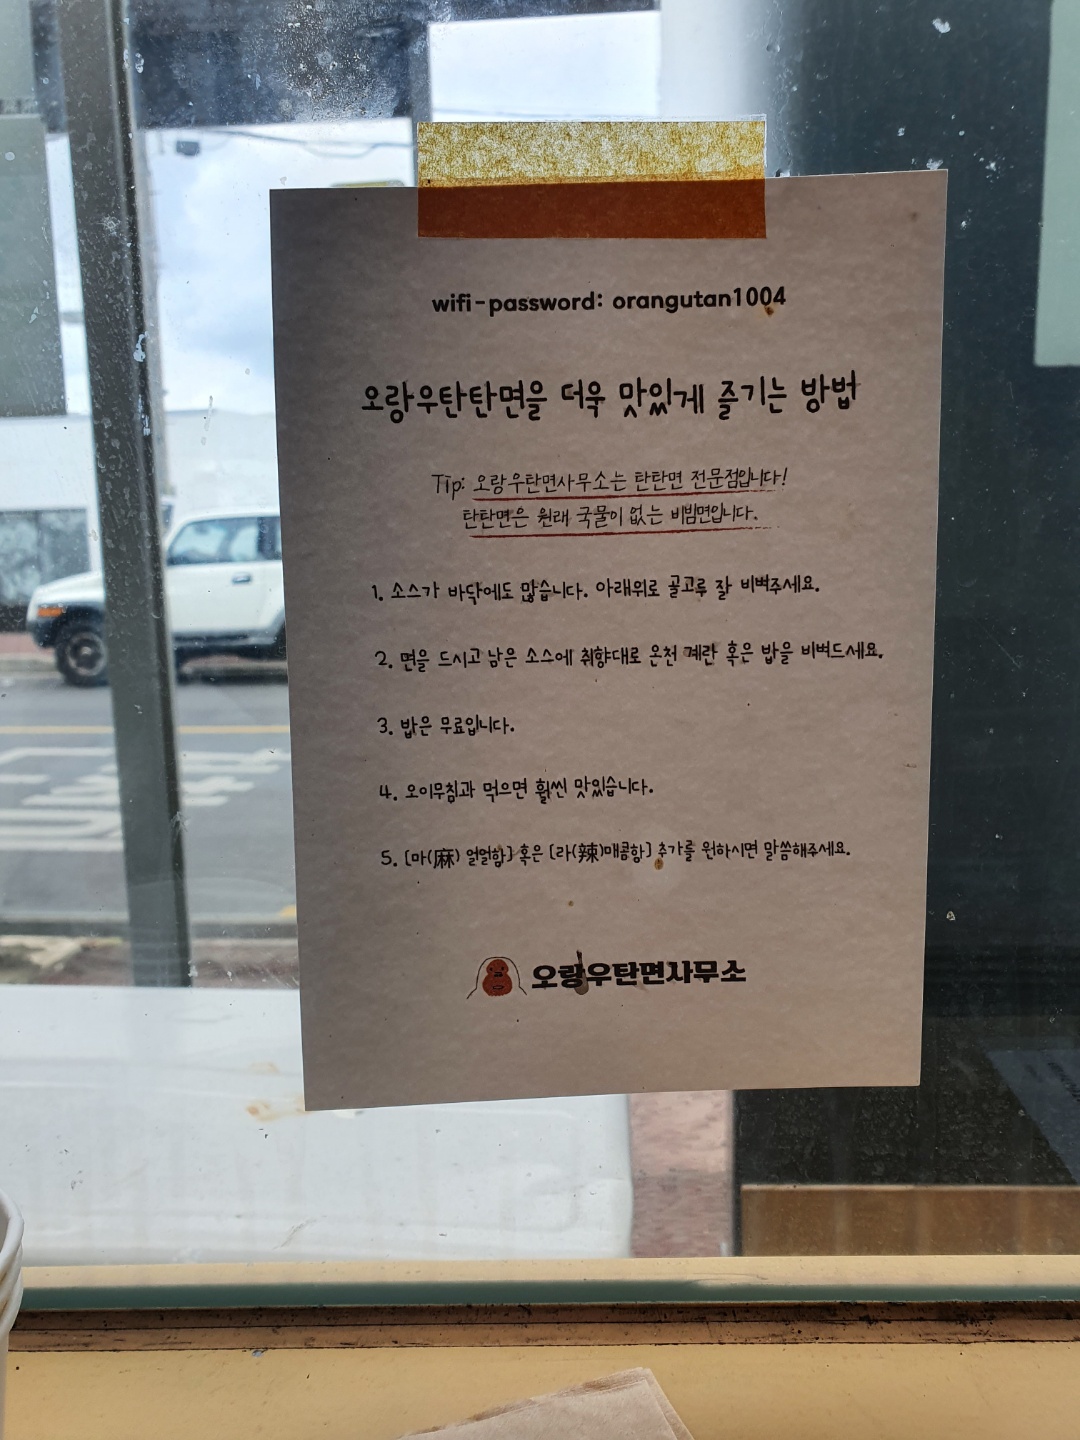 wifi-password: orangutan1004
오랑우탄탄면을 더욱 맛있게 즐기는 방법
Tip: 오랑우탄면사무소는 탄탄면 전문점입니다!
탄탄면은 원래 국물이 없는 비빔면입니다.
1. 소스가 바닥에도 많습니다. 아래위로 골고루 잘 비벼주세요.
2. 면을 드시고 남은 소스에 취향대로 온천 계란 혹은 밥을 비벼드세요.
3. 밥은 무료입니다.
4. 오이무침과 먹으면 훨씬 맛있습니다.
5. [마(麻) 얼얼함] 혹은 [라(辣)매콤함] 추가를 원하시면 말씀해주세요.
오랑우탄면사무소